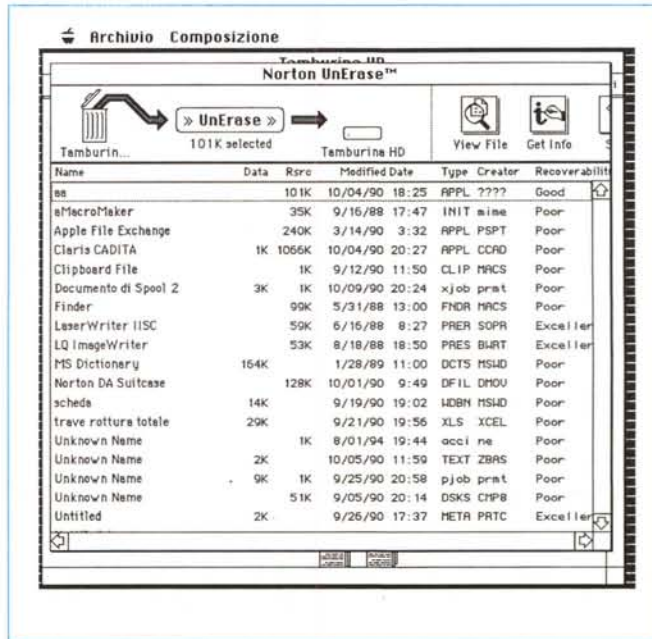 Archivio Composizione
Tamburina HD
Norton UnErase™
» UnErase »
101K selected
Tamburin...
Tamburina HD
View File
Get Info
Name Data Rsrc Modified Date Type Creator Recoverabilit
aa 101K 10/04/90 18:25 APPL ???? Good
aMacroMaker 35K 9/16/88 17:47 INIT mime Poor
Apple File Exchange 240K 3/14/90 3:32 APPL PSPT Poor
Claris CADITA 1K 1066K 10/04/90 20:27 APPL CCAD Poor
Clipboard File 1K 9/12/90 11:50 CLIP MACS Poor
Documento di Spool 2 3K 1K 10/09/90 20:24 xjob prmt Poor
Finder 99K 5/31/88 13:00 FNDR MACS Poor
LaserWriter IISC 59K 6/16/88 8:27 PRER SOPR Exceller
LQ ImageWriter 53K 8/18/88 18:50 PRES BWRT Exceller
MS Dictionary 164K 1/28/89 11:00 DCT5 MSWD Poor
Norton DA Suitcase 128K 10/01/90 9:49 DFIL DMOV Poor
scheda 14K 9/19/90 19:02 WDBN MSWD Poor
trave rottura totale 29K 9/21/90 19:56 XLS XCEL Poor
Unknown Name 1K 8/01/94 19:44 acci ne Poor
Unknown Name 2K 10/05/90 11:59 TEXT ZBAS Poor
Unknown Name 9K 1K 9/25/90 20:58 pjob prmt Poor
Unknown Name 51K 9/05/90 20:14 DSKS CMP8 Poor
Untitled 2K 9/26/90 17:37 META PRTC Exceller